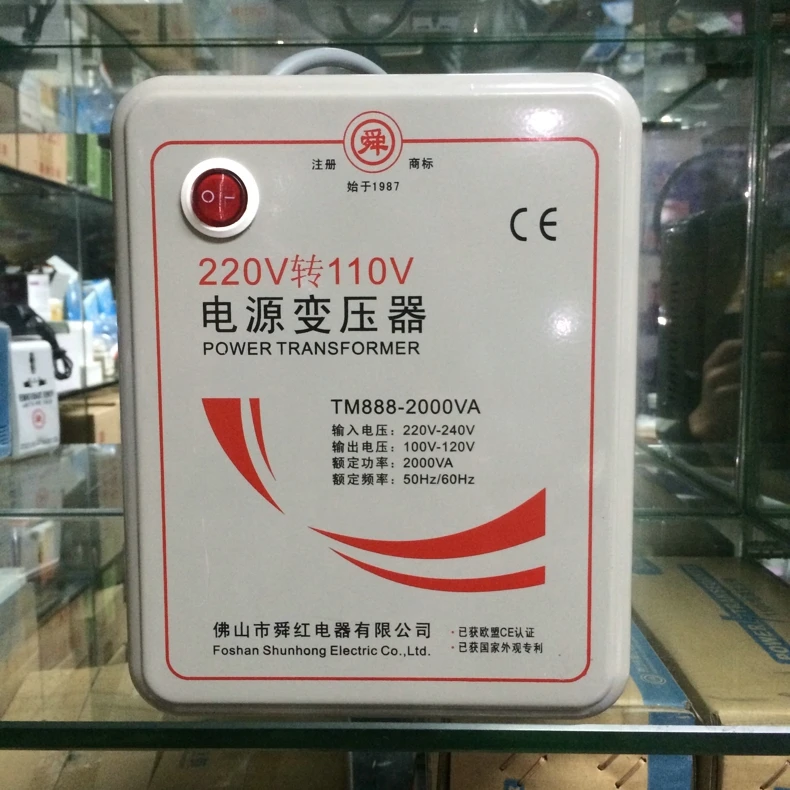 舜
注册 商标
始于1987
CE
220V转110V
电源变压器
POWER TRANSFORMER
TM888-2000VA
输入电压：220V-240V
输出电压：100V-120V
额定功率：2000VA
额定频率：50Hz/60Hz
佛山市舜红电器有限公司
Foshan Shunhong Electric Co.,Ltd.
·已获欧盟CE认证
·已获国家外观专利